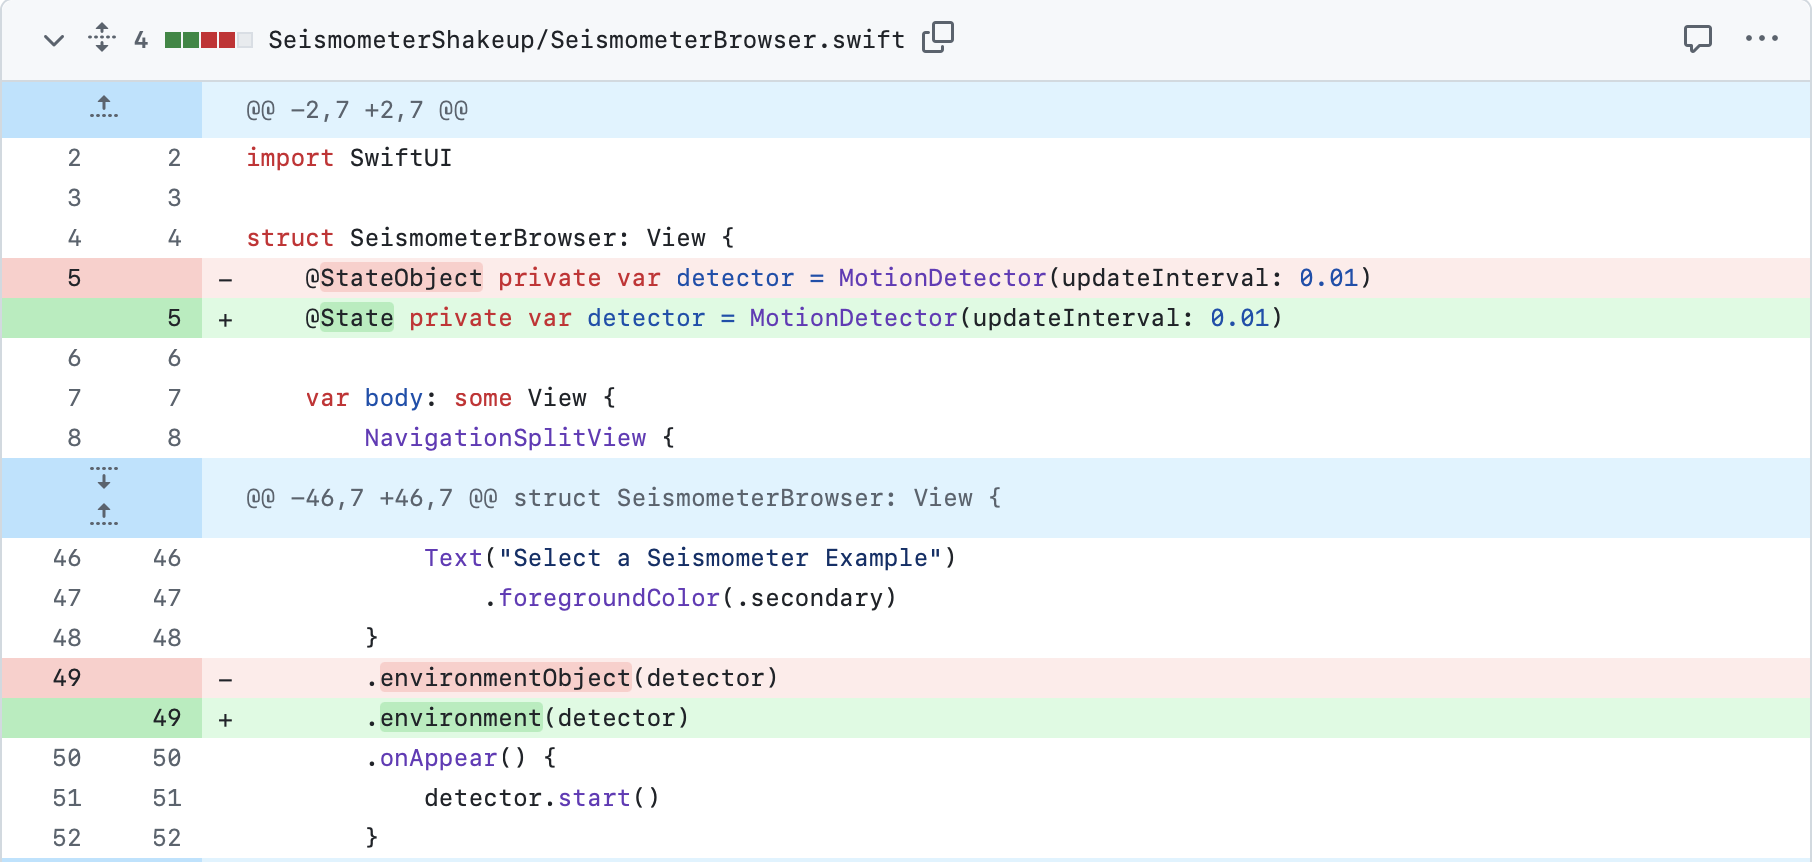 4 SeismometerShakeup/SeismometerBrowser.swift
@@ -2,7 +2,7 @@
2 2 import SwiftUI
3 3
4 4 struct SeismometerBrowser: View {
5 - @StateObject private var detector = MotionDetector(updateInterval: 0.01)
5 + @State private var detector = MotionDetector(updateInterval: 0.01)
6 6
7 7 var body: some View {
8 8 NavigationSplitView {
@@ -46,7 +46,7 @@ struct SeismometerBrowser: View {
46 46 Text("Select a Seismometer Example")
47 47 .foregroundColor(.secondary)
48 48 }
49 - .environmentObject(detector)
49 + .environment(detector)
50 50 .onAppear() {
51 51 detector.start()
52 52 }